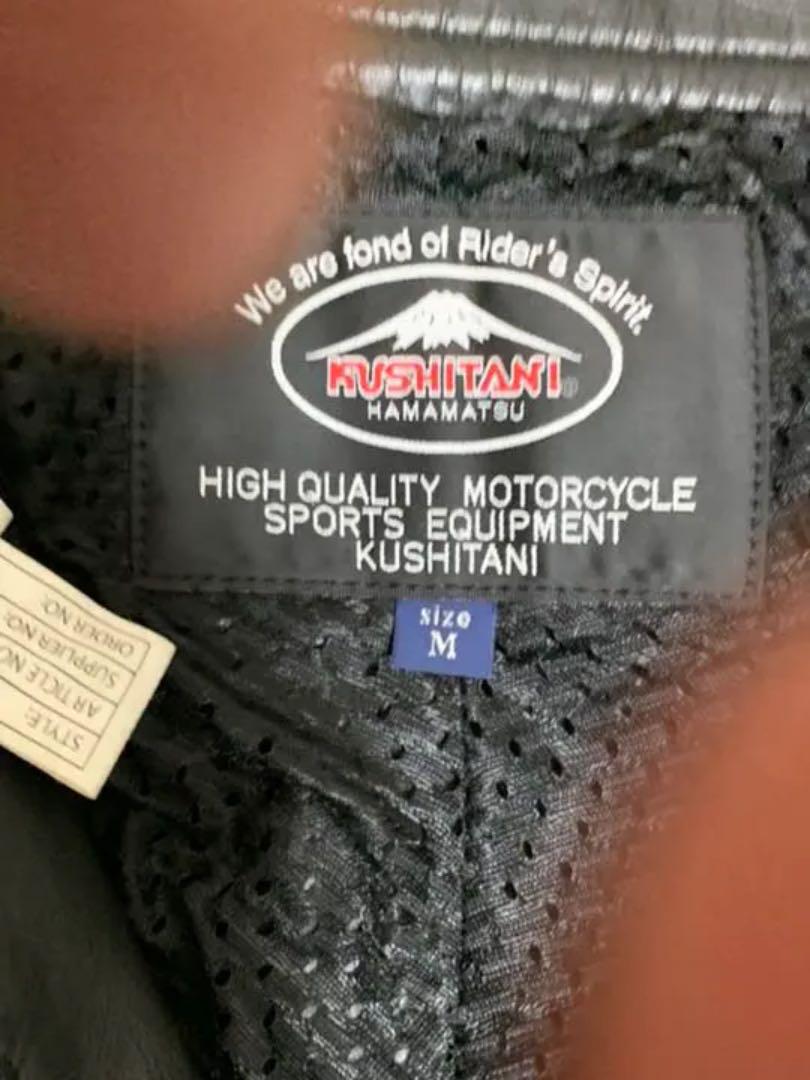 We are fond of Rider's Spirit.
KUSHITANI®
HAMAMATSU
HIGH QUALITY MOTORCYCLE
SPORTS EQUIPMENT
KUSHITANI
size
M
STYLE:
ARTICLE NO
SUPPLIER NO:
ORDER NO: